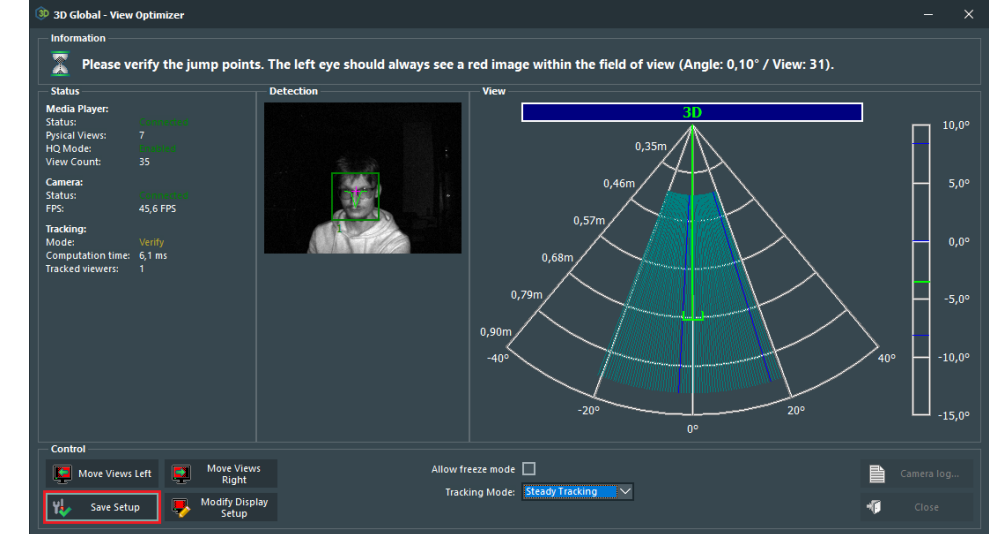 3D Global - View Optimizer
Information
Please verify the jump points. The left eye should always see a red image within the field of view (Angle: 0,10° / View: 31).
Status
Media Player:
Status: Connected
Pysical Views: 7
HQ Mode: Enabled
View Count: 35
Camera:
Status: Connected
FPS: 45,6 FPS
Tracking:
Mode: Verify
Computation time: 6,1 ms
Tracked viewers: 1
Detection
1
View
3D
0,35m
0,46m
0,57m
0,68m
0,79m
0,90m
-40°
-20°
0°
20°
40°
10,0°
5,0°
0,0°
-5,0°
-10,0°
-15,0°
Control
Move Views Left
Move Views
Right
Save Setup
Modify Display
Setup
Allow freeze mode
Tracking Mode: Steady Tracking
Camera log...
Close